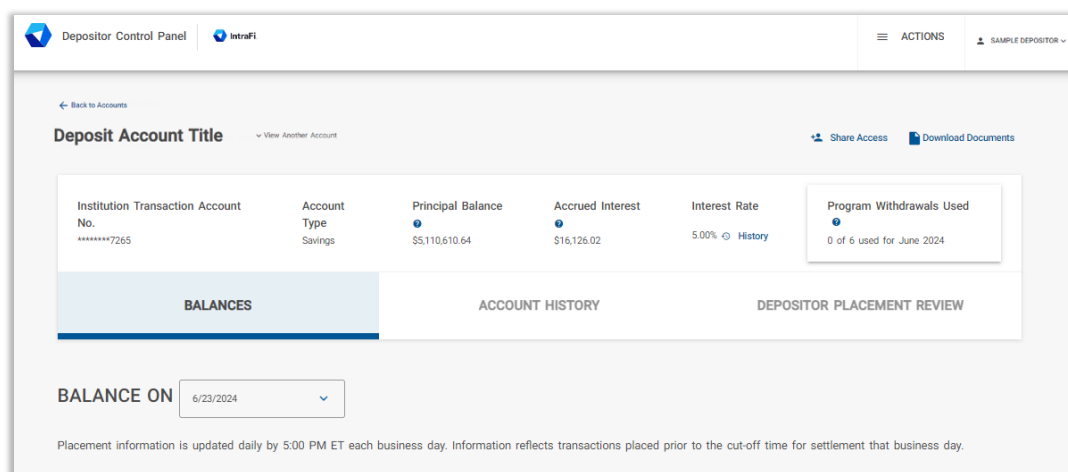 Depositor Control Panel
IntraFi
ACTIONS
SAMPLE DEPOSITOR
Back to Accounts
Deposit Account Title
View Another Account
Share Access
Download Documents
Institution Transaction Account
No.
********7265
Account
Type
Savings
Principal Balance
$5,110,610.64
Accrued Interest
$16,126.02
Interest Rate
5.00%
History
Program Withdrawals Used
0 of 6 used for June 2024
BALANCES
ACCOUNT HISTORY
DEPOSITOR PLACEMENT REVIEW
BALANCE ON
6/23/2024
Placement information is updated daily by 5:00 PM ET each business day. Information reflects transactions placed prior to the cut-off time for settlement that business day.